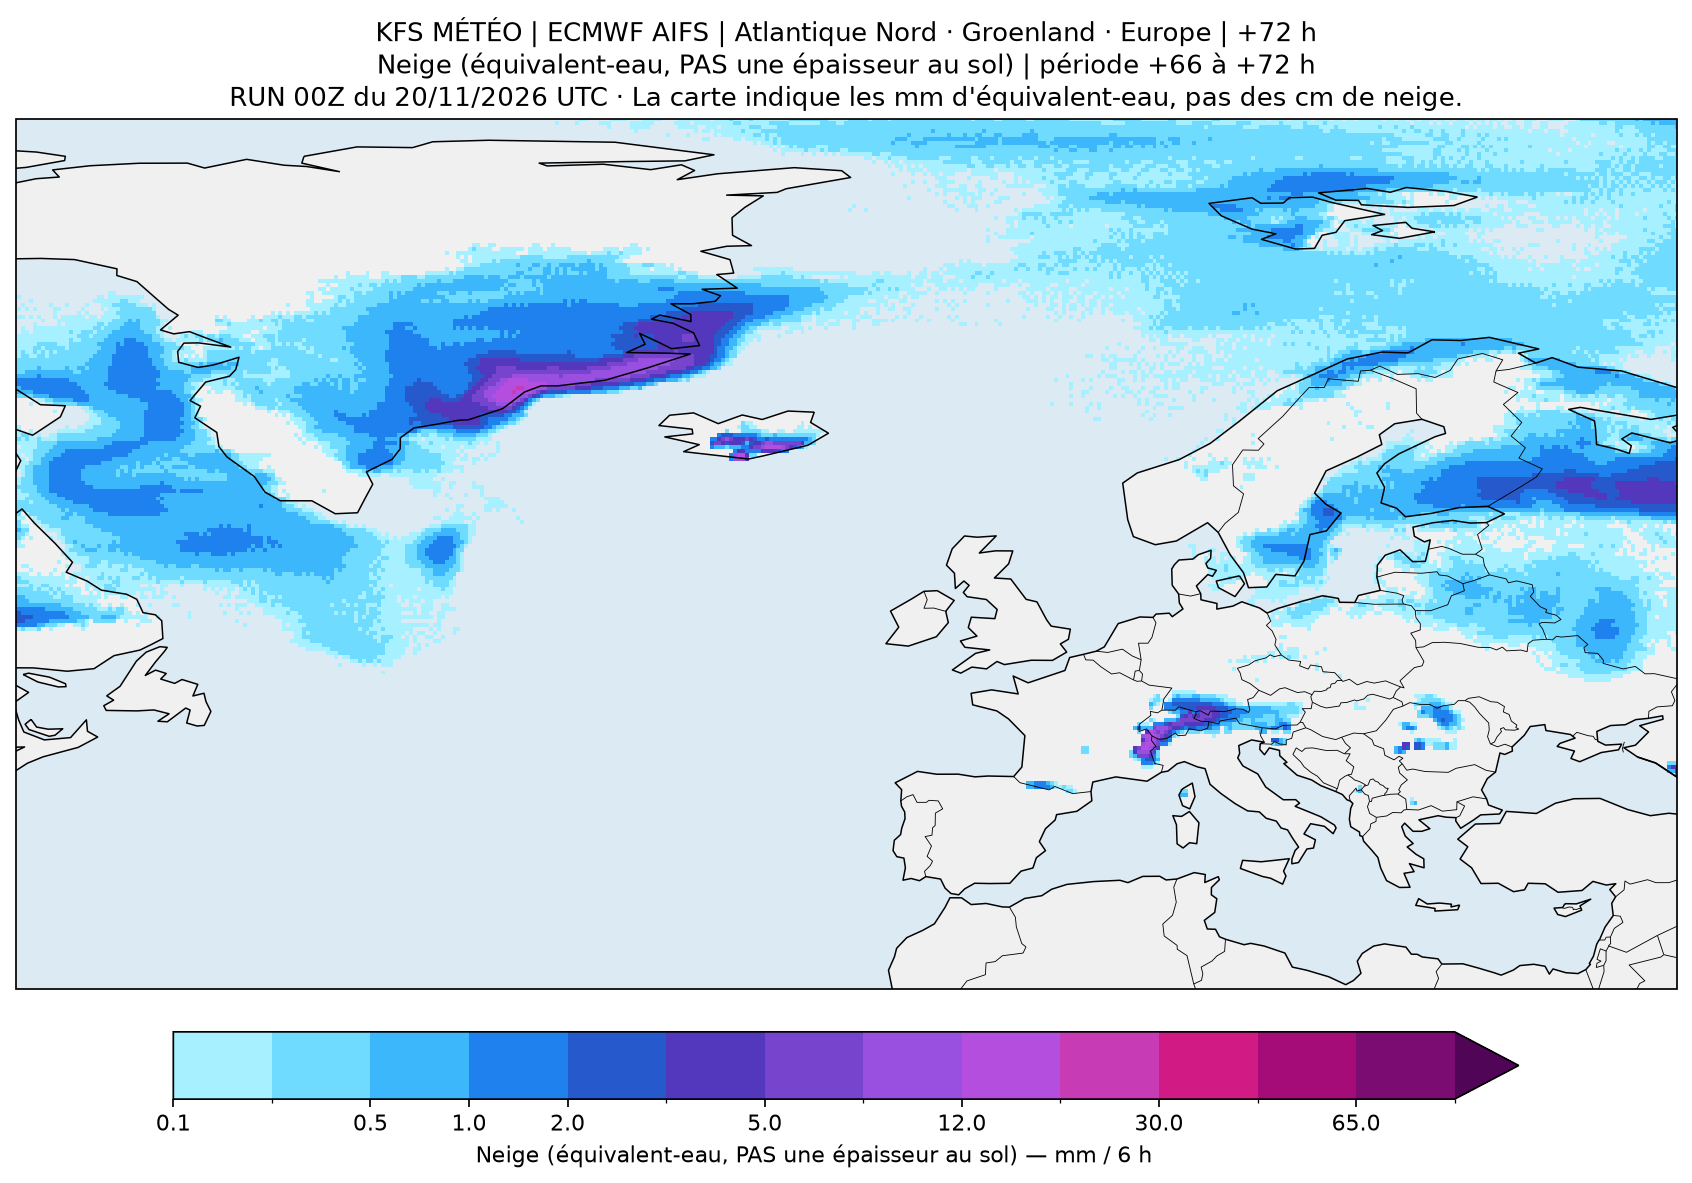 KFS MÉTÉO | ECMWF AIFS | Atlantique Nord · Groenland · Europe | +72 h
Neige (équivalent-eau, PAS une épaisseur au sol) | période +66 à +72 h
RUN 00Z du 20/11/2026 UTC · La carte indique les mm d'équivalent-eau, pas des cm de neige.
0.1 0.5 1.0 2.0 5.0 12.0 30.0 65.0
Neige (équivalent-eau, PAS une épaisseur au sol) — mm / 6 h